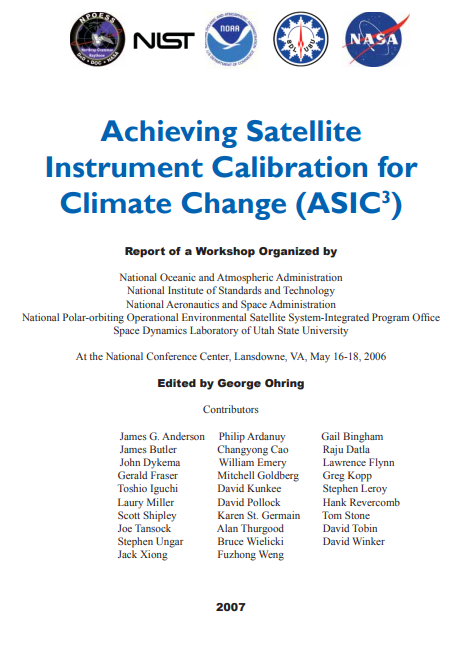 NPOESS
NIST
NOAA
SDL/USU
NASA
Achieving Satellite
Instrument Calibration for
Climate Change (ASIC³)
Report of a Workshop Organized by
National Oceanic and Atmospheric Administration
National Institute of Standards and Technology
National Aeronautics and Space Administration
National Polar-orbiting Operational Environmental Satellite System-Integrated Program Office
Space Dynamics Laboratory of Utah State University
At the National Conference Center, Lansdowne, VA, May 16-18, 2006
Edited by George Ohring
Contributors
James G. Anderson Philip Ardanuy Gail Bingham
James Butler Changyong Cao Raju Datla
John Dykema William Emery Lawrence Flynn
Gerald Fraser Mitchell Goldberg Greg Kopp
Toshio Iguchi David Kunkee Stephen Leroy
Laury Miller David Pollock Hank Revercomb
Scott Shipley Karen St. Germain Tom Stone
Joe Tansock Alan Thurgood David Tobin
Stephen Ungar Bruce Wielicki David Winker
Jack Xiong Fuzhong Weng
2007